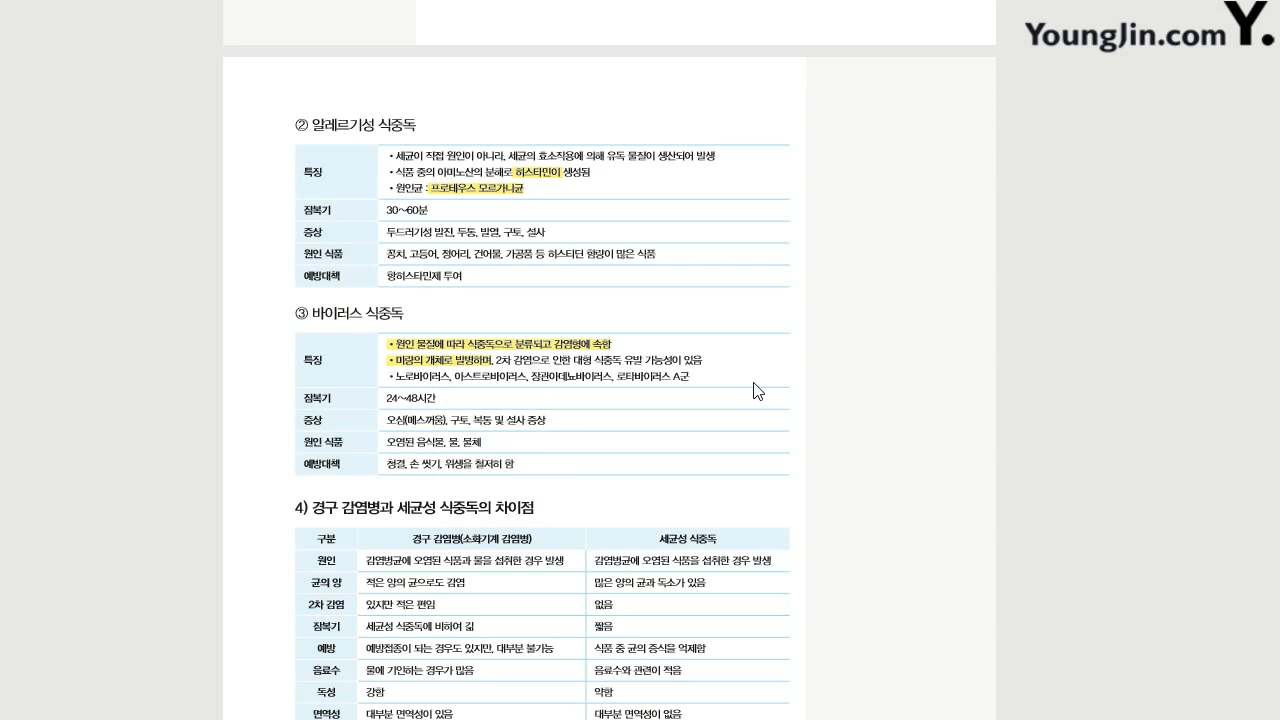 YoungJin.com Y.
② 알레르기성 식중독
특징
• 세균이 직접 원인이 아니라, 세균의 효소작용에 의해 유독 물질이 생산되어 발생
• 식품 중의 아미노산의 분해로 히스타민이 생성됨
• 원인균 : 프로테우스 모르가니균
잠복기 30~60분
증상 두드러기성 발진, 두통, 발열, 구토, 설사
원인 식품 꽁치, 고등어, 정어리, 건어물, 가공품 등 히스티딘 함량이 많은 식품
예방대책 항히스타민제 투여
③ 바이러스 식중독
특징
• 원인 물질에 따라 식중독으로 분류되고 감염형에 속함
• 미량의 개체로 발병하며, 2차 감염으로 인한 대형 식중독 유발 가능성이 있음
• 노로바이러스, 아스트로바이러스, 장관아데노바이러스, 로타바이러스 A군
잠복기 24~48시간
증상 오심(메스꺼움), 구토, 복통 및 설사 증상
원인 식품 오염된 음식물, 물, 물체
예방대책 청결, 손 씻기, 위생을 철저히 함
4) 경구 감염병과 세균성 식중독의 차이점
구분 경구 감염병(소화기계 감염병) 세균성 식중독
원인 감염병균에 오염된 식품과 물을 섭취한 경우 발생 감염병균에 오염된 식품을 섭취한 경우 발생
균의 양 적은 양의 균으로도 감염 많은 양의 균과 독소가 있음
2차 감염 있지만 적은 편임 없음
잠복기 세균성 식중독에 비하여 긺 짧음
예방 예방접종이 되는 경우도 있지만, 대부분 불가능 식품 중 균의 증식을 억제함
음료수 물에 기인하는 경우가 많음 음료수와 관련이 적음
독성 강함 약함
면역성 대부분 면역성이 있음 대부분 면역성이 없음